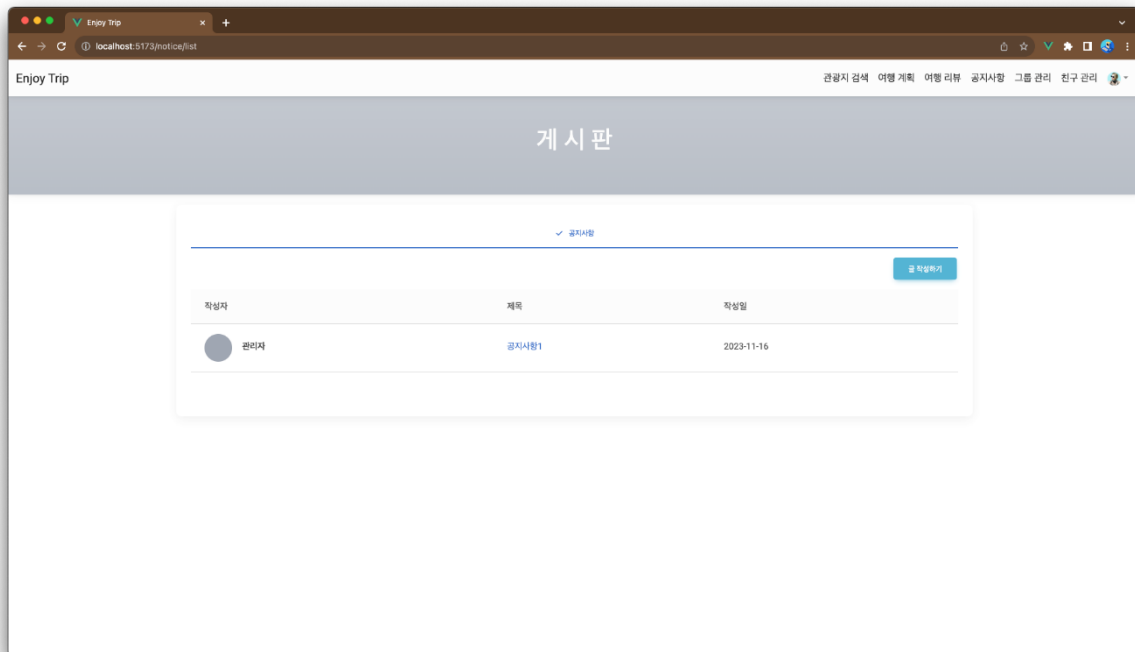 Enjoy Trip
localhost:5173/notice/list
Enjoy Trip 관광지 검색 여행 계획 여행 리뷰 공지사항 그룹 관리 친구 관리
게 시 판
공지사항
글 작성하기
작성자 제목 작성일
관리자 공지사항1 2023-11-16